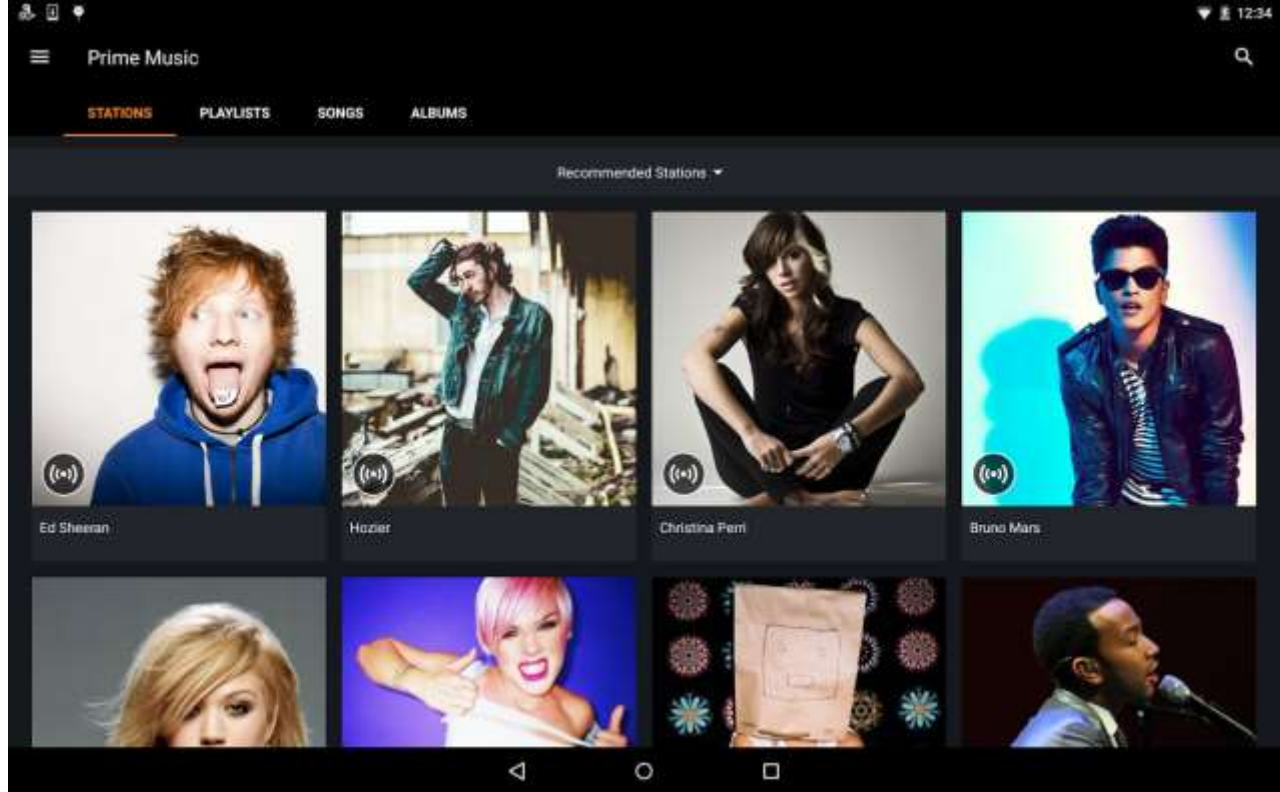 12:34
Prime Music
STATIONS PLAYLISTS SONGS ALBUMS
Recommended Stations
Ed Sheeran Hozier Christina Perri Bruno Mars